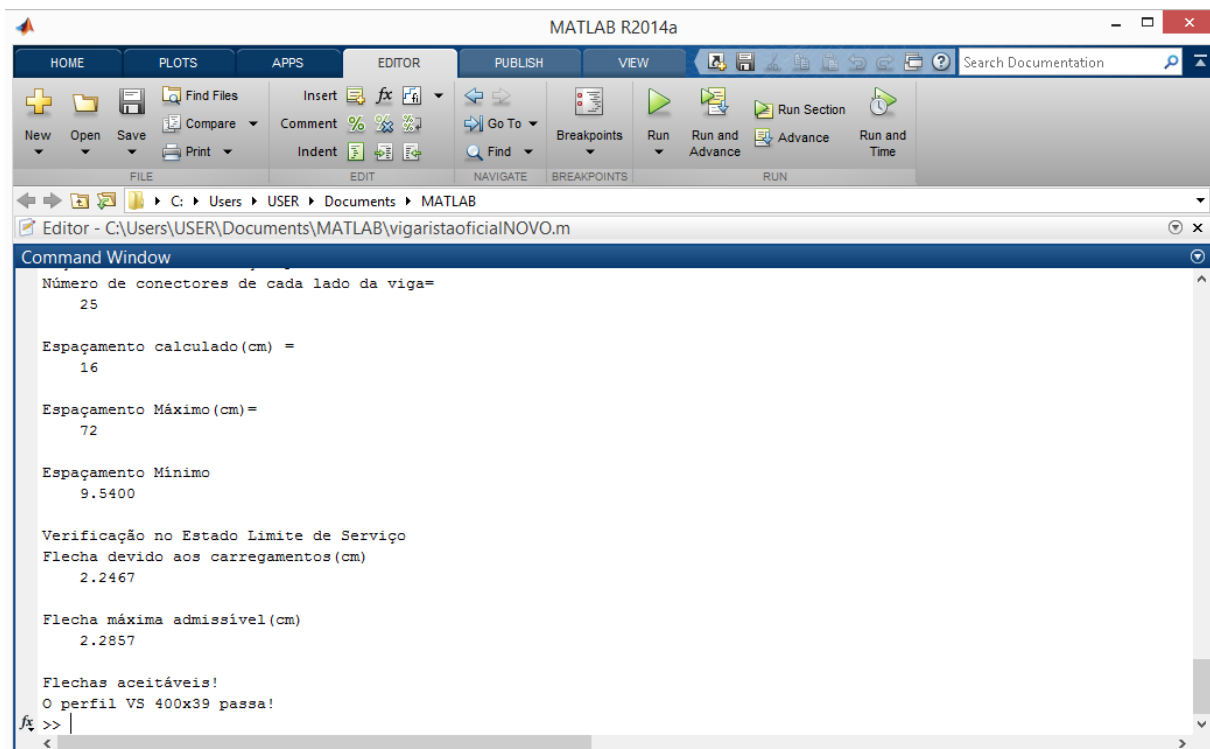 MATLAB R2014a
HOME PLOTS APPS EDITOR PUBLISH VIEW Search Documentation
Find Files Insert fx Run Section
Compare Comment Go To Advance
Print Indent Find
New Open Save Breakpoints Run Run and Advance Run and Time
FILE EDIT NAVIGATE BREAKPOINTS RUN
C: Users USER Documents MATLAB
Editor - C:\Users\USER\Documents\MATLAB\vigaristaoficialNOVO.m
Command Window
Número de conectores de cada lado da viga=
25
Espaçamento calculado(cm) =
16
Espaçamento Máximo(cm)=
72
Espaçamento Mínimo
9.5400
Verificação no Estado Limite de Serviço
Flecha devido aos carregamentos(cm)
2.2467
Flecha máxima admissível(cm)
2.2857
Flechas aceitáveis!
O perfil VS 400x39 passa!
fx >>